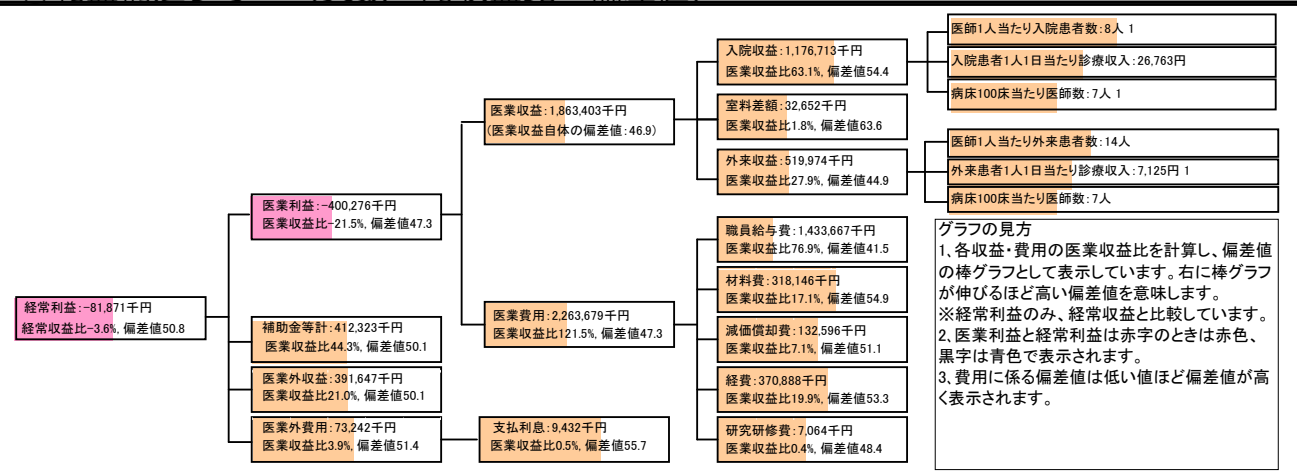 経常利益:-81,871千円
経常収益比-3.6%, 偏差値50.8
医業利益:-400,276千円
医業収益比-21.5%, 偏差値47.3
補助金等計:412,323千円
医業収益比44.3%, 偏差値50.1
医業外収益:391,647千円
医業収益比21.0%, 偏差値50.1
医業外費用:73,242千円
医業収益比3.9%, 偏差値51.4
医業収益:1,863,403千円
(医業収益自体の偏差値:46.9)
医業費用:2,263,679千円
医業収益比121.5%, 偏差値47.3
支払利息:9,432千円
医業収益比0.5%, 偏差値55.7
入院収益:1,176,713千円
医業収益比63.1%, 偏差値54.4
室料差額:32,652千円
医業収益比1.8%, 偏差値63.6
外来収益:519,974千円
医業収益比27.9%, 偏差値44.9
職員給与費:1,433,667千円
医業収益比76.9%, 偏差値41.5
材料費:318,146千円
医業収益比17.1%, 偏差値54.9
減価償却費:132,596千円
医業収益比7.1%, 偏差値51.1
経費:370,888千円
医業収益比19.9%, 偏差値53.3
研究研修費:7,064千円
医業収益比0.4%, 偏差値48.4
医師1人当たり入院患者数:8人 1
入院患者1人1日当たり診療収入:26,763円
病床100床当たり医師数:7人 1
医師1人当たり外来患者数:14人
外来患者1人1日当たり診療収入:7,125円 1
病床100床当たり医師数:7人
グラフの見方
1、各収益・費用の医業収益比を計算し、偏差値
の棒グラフとして表示しています。右に棒グラフ
が伸びるほど高い偏差値を意味します。
※経常利益のみ、経常収益と比較しています。
2、医業利益と経常利益は赤字のときは赤色、
黒字は青色で表示されます。
3、費用に係る偏差値は低い値ほど偏差値が高
く表示されます。